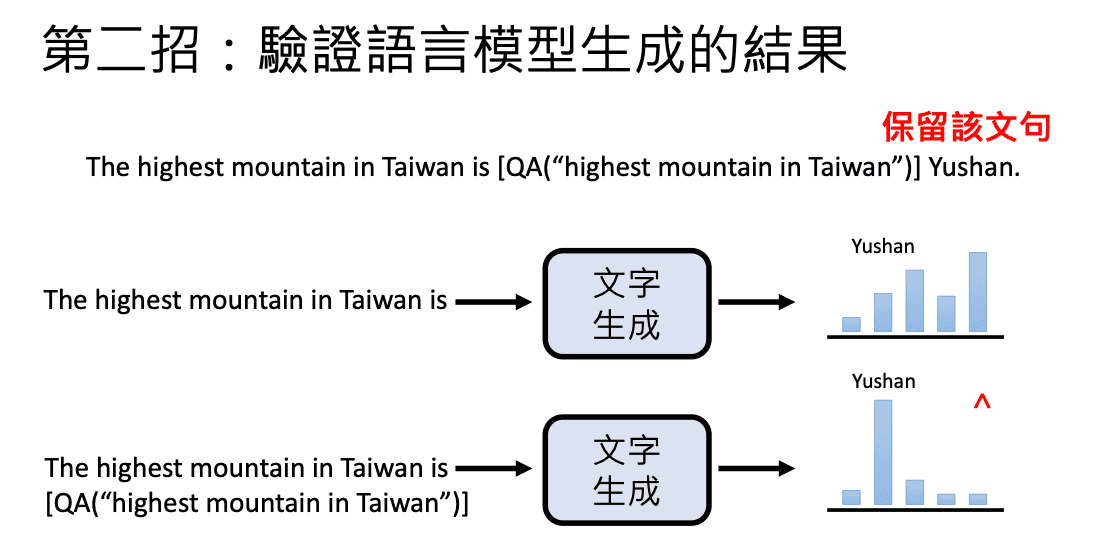 第二招：驗證語言模型生成的結果
保留該文句
The highest mountain in Taiwan is [QA(“highest mountain in Taiwan”)] Yushan.
The highest mountain in Taiwan is
文字
生成
Yushan
The highest mountain in Taiwan is
[QA(“highest mountain in Taiwan”)]
文字
生成
Yushan
^